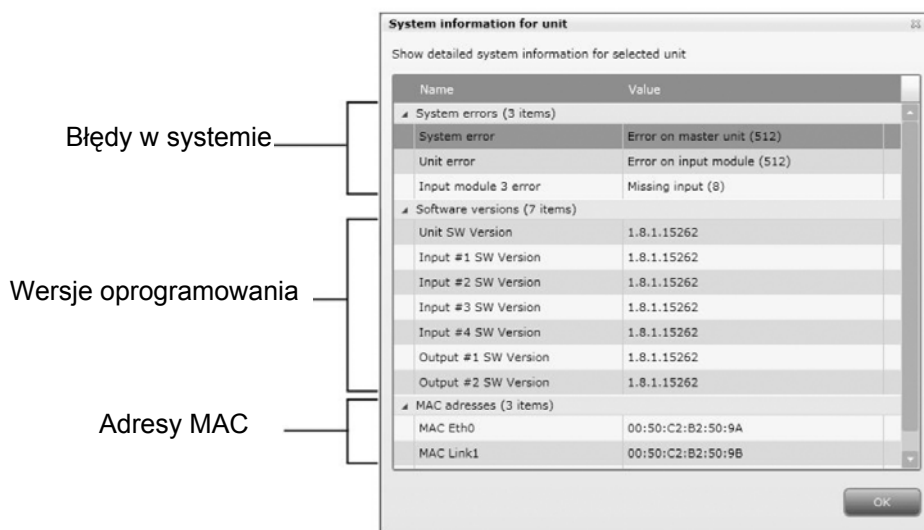 System information for unit
Show detailed system information for selected unit
Name Value
Błędy w systemie
System errors (3 items)
System error Error on master unit (512)
Unit error Error on input module (512)
Input module 3 error Missing input (8)
Wersje oprogramowania
Software versions (7 items)
Unit SW Version 1.8.1.15262
Input #1 SW Version 1.8.1.15262
Input #2 SW Version 1.8.1.15262
Input #3 SW Version 1.8.1.15262
Input #4 SW Version 1.8.1.15262
Output #1 SW Version 1.8.1.15262
Output #2 SW Version 1.8.1.15262
Adresy MAC
MAC adresses (3 items)
MAC Eth0 00:50:C2:B2:50:9A
MAC Link1 00:50:C2:B2:50:9B
OK